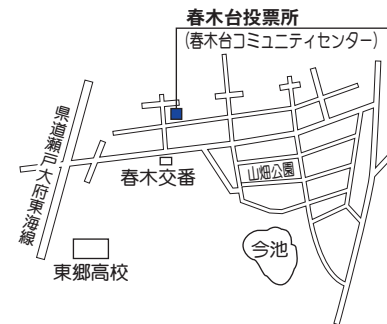 春木台投票所
(春木台コミュニティセンター)
県道瀬戸大府東海線
春木交番
山畑公園
今池
東郷高校